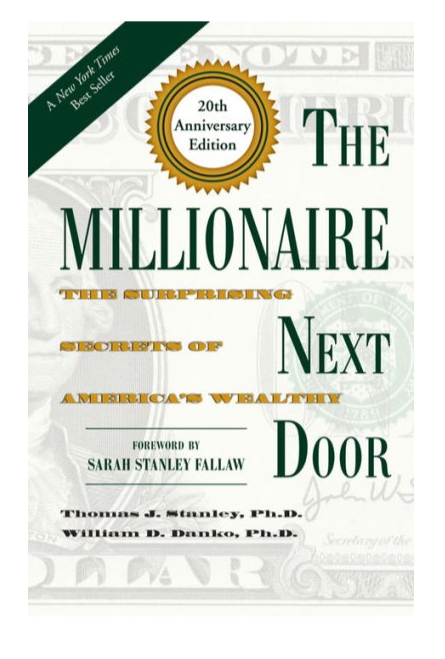 A New York Times
Best Seller
20th
Anniversary
Edition
THE
MILLIONAIRE
THE SURPRISING
SECRETS OF
NEXT
AMERICA'S WEALTHY
DOOR
FOREWORD BY
SARAH STANLEY FALLAW
Thomas J. Stanley, Ph.D.
William D. Danko, Ph.D.